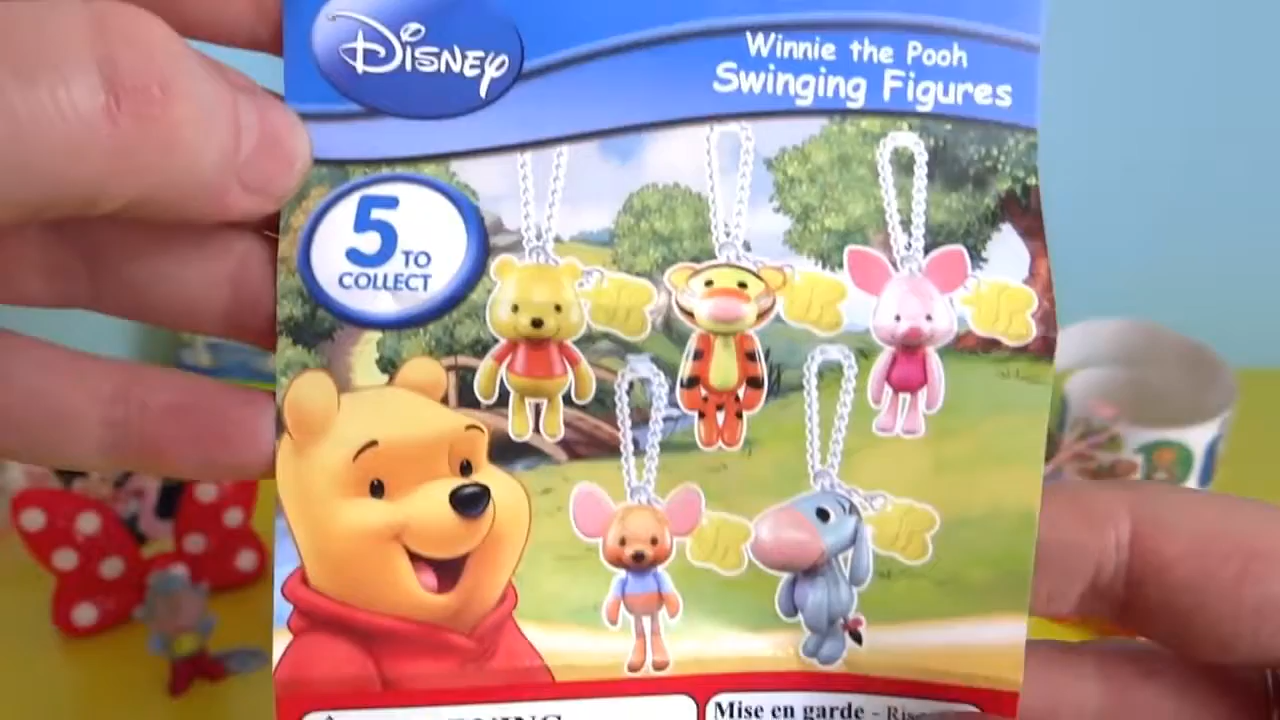 Disney
Winnie the Pooh
Swinging Figures
5 TO
COLLECT
Mise en garde -